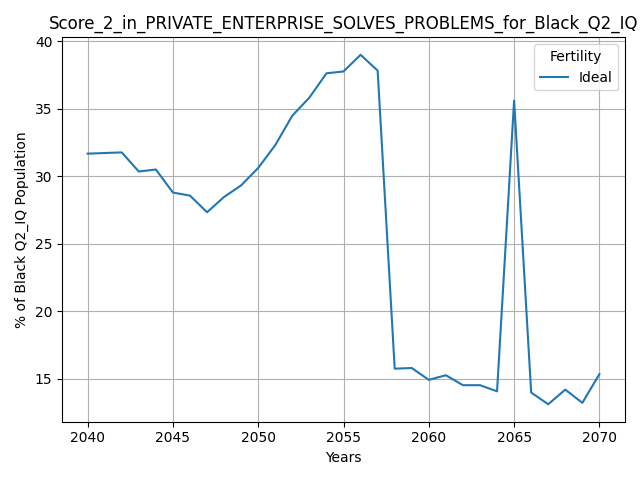 Score_2_in_PRIVATE_ENTERPRISE_SOLVES_PROBLEMS_for_Black_Q2_IQ
% of Black Q2_IQ Population
40
35
30
25
20
15
Fertility
Ideal
2040 2045 2050 2055 2060 2065 2070
Years